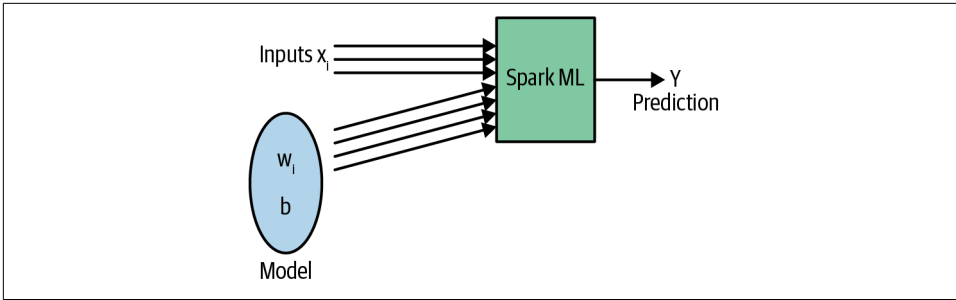 Inputs xᵢ
Spark ML
Y
Prediction
wᵢ
b
Model